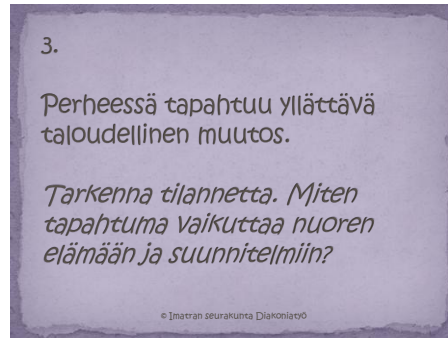 3.
Perheessä tapahtuu yllättävä
taloudellinen muutos.
Tarkenna tilannetta. Miten
tapahtuma vaikuttaa nuoren
elämään ja suunnitelmiin?
© Imatran seurakunta Diakoniatyö